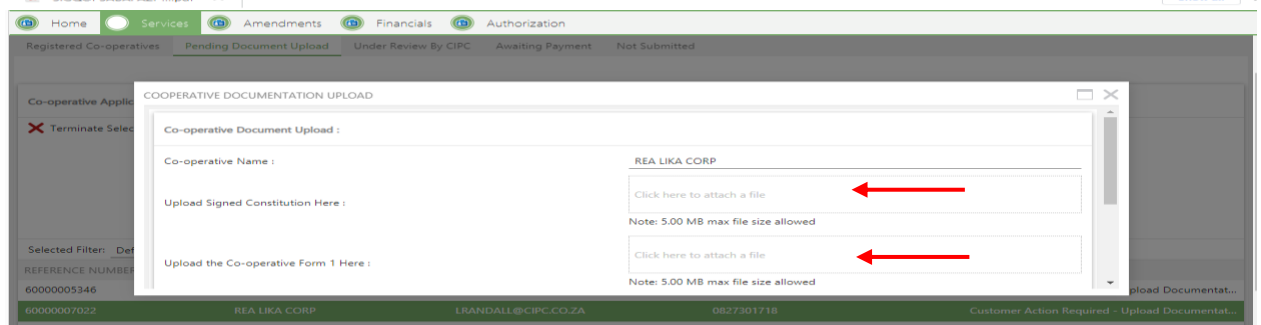 Home Services Amendments Financials Authorization
Registered Co-operatives Pending Document Upload Under Review By CIPC Awaiting Payment Not Submitted
COOPERATIVE DOCUMENTATION UPLOAD
Co-operative Applic
Terminate Selec
Co-operative Document Upload :
Co-operative Name : REA LIKA CORP
Click here to attach a file
Upload Signed Constitution Here :
Note: 5.00 MB max file size allowed
Selected Filter: Def
Click here to attach a file
Upload the Co-operative Form 1 Here :
REFERENCE NUMBER
Note: 5.00 MB max file size allowed
60000005346 pload Documentat...
60000007022 REA LIKA CORP LRANDALL@CIPC.CO.ZA 0827301718 Customer Action Required - Upload Documentat...